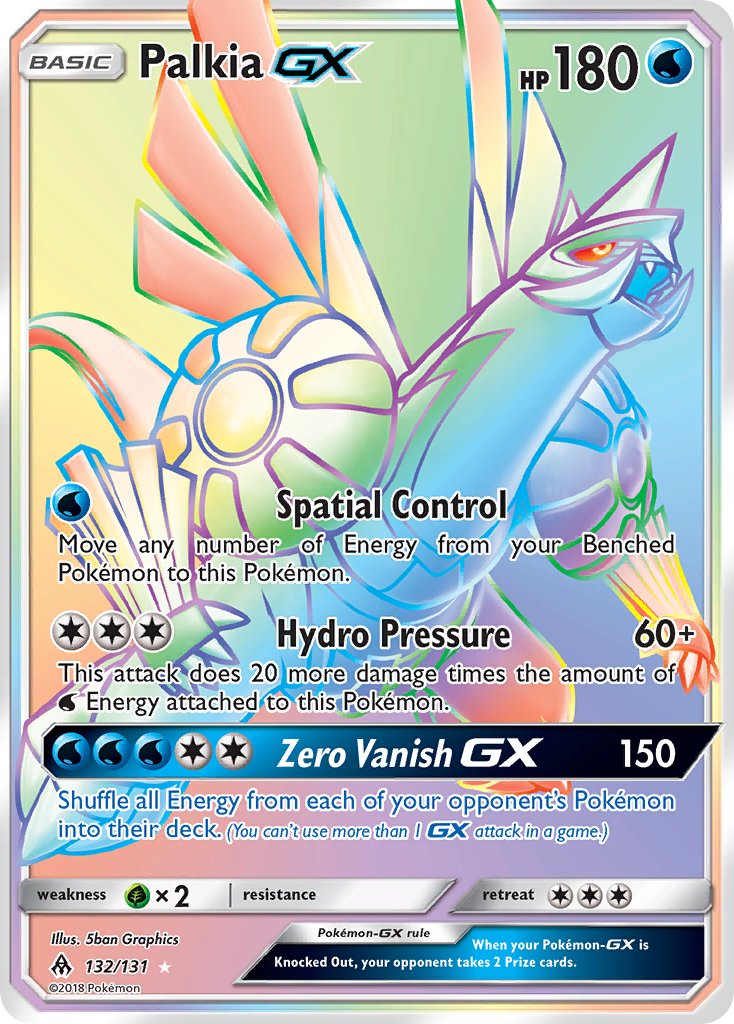 BASIC Palkia GX HP 180
Spatial Control
Move any number of Energy from your Benched
Pokémon to this Pokémon.
Hydro Pressure 60+
This attack does 20 more damage times the amount of
Energy attached to this Pokémon.
Zero Vanish GX 150
Shuffle all Energy from each of your opponent's Pokémon
into their deck. (You can't use more than 1 GX attack in a game.)
weakness ×2 resistance retreat
Illus. 5ban Graphics
132/131
©2018 Pokémon
Pokémon-GX rule
When your Pokémon-GX is
Knocked Out, your opponent takes 2 Prize cards.